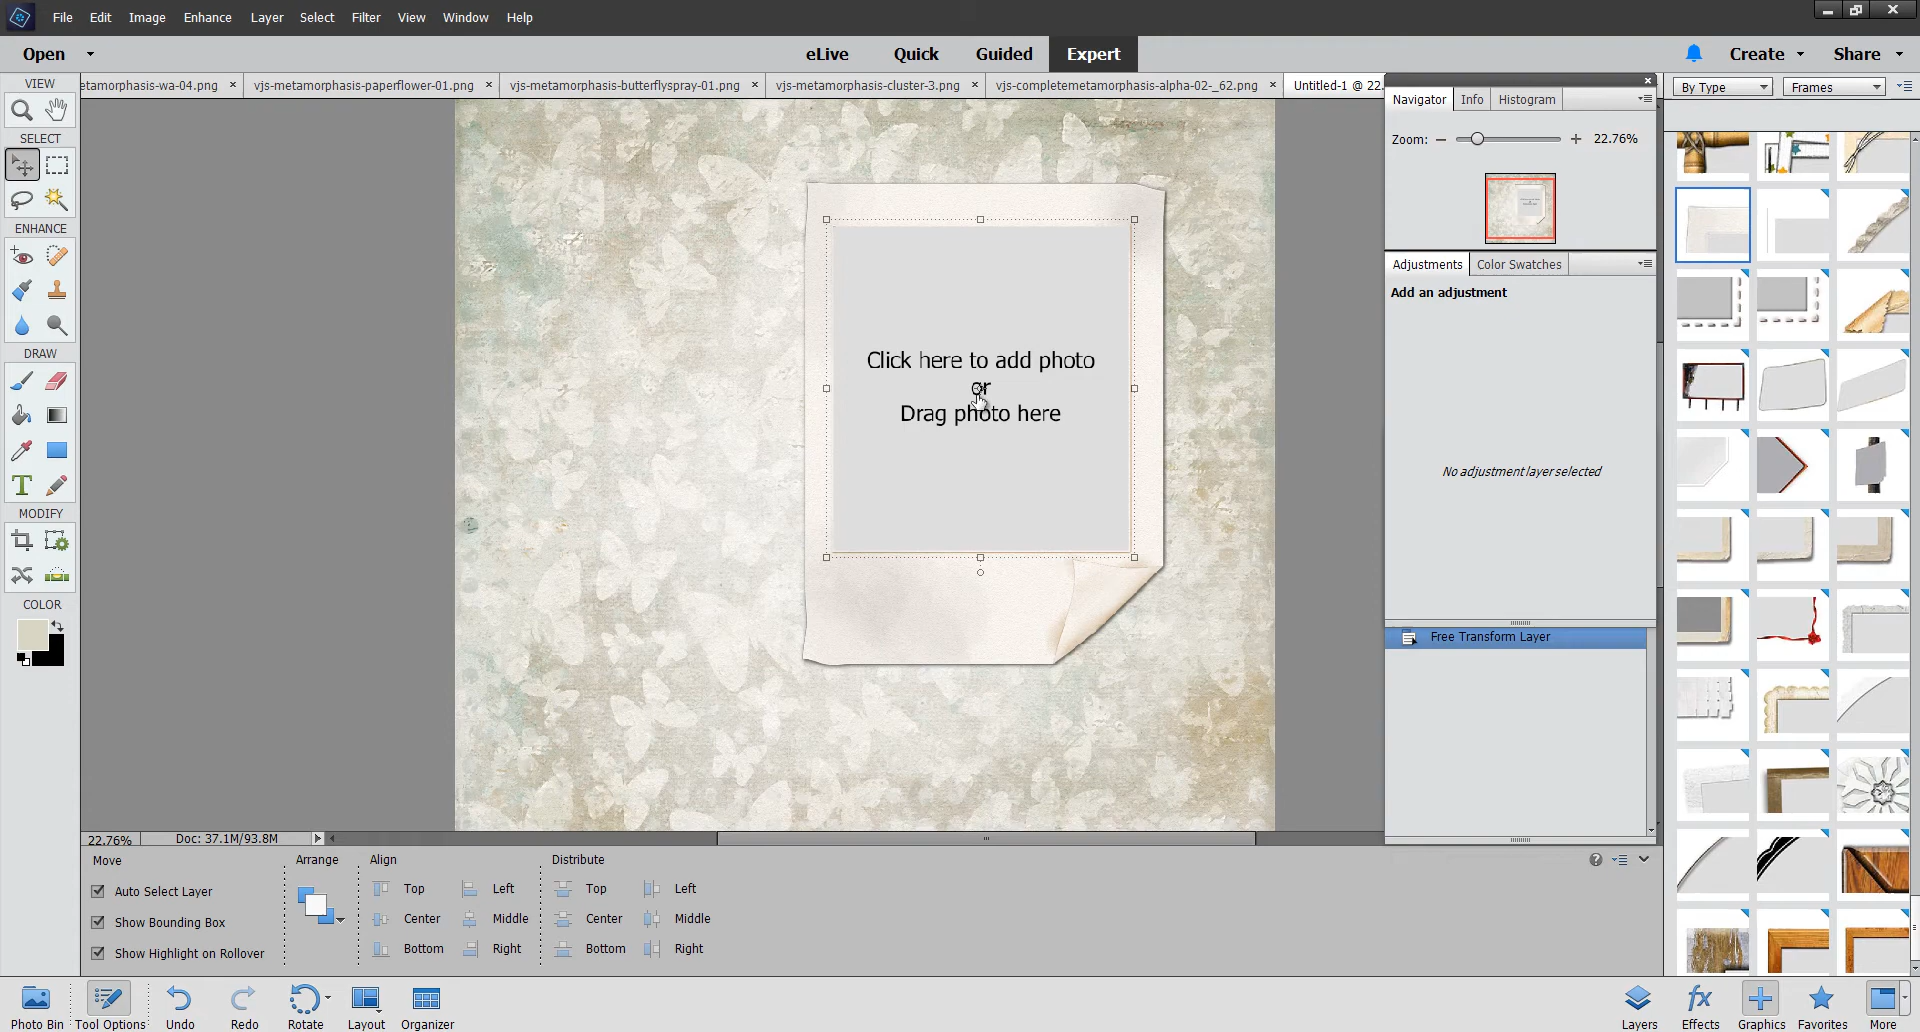 File Edit Image Enhance Layer Select Filter View Window Help
Open eLive Quick Guided Expert Create Share
VIEW
etamorphasis-wa-04.png × vjs-metamorphasis-paperflower-01.png × vjs-metamorphasis-butterflyspray-01.png × vjs-metamorphasis-cluster-3.png × vjs-completemetamorphasis-alpha-02-_62.png × Untitled-1 @ 22.
By Type Frames
Navigator Info Histogram
Zoom: 22.76%
SELECT
ENHANCE
DRAW
MODIFY
COLOR
Click here to add photo
or
Drag photo here
Adjustments Color Swatches
Add an adjustment
No adjustment layer selected
Free Transform Layer
22.76% Doc: 37.1M/93.8M
Move Arrange Align Distribute
Auto Select Layer Top Left Top Left
Show Bounding Box Center Middle Center Middle
Show Highlight on Rollover Bottom Right Bottom Right
Photo Bin Tool Options Undo Redo Rotate Layout Organizer Layers Effects Graphics Favorites More